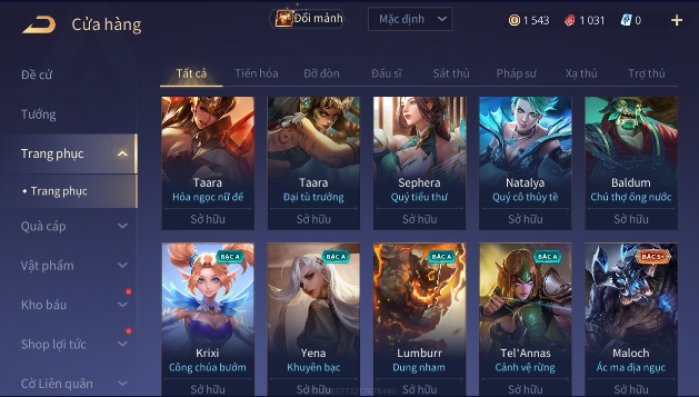 Cửa hàng
Đổi mảnh
Mặc định
1 543
1 031
0
+
Đề cử
Tướng
Trang phục
• Trang phục
Quà cáp
Vật phẩm
Kho báu
Shop lợi tức
Cờ Liên quân
Tất cả
Tiến hóa
Đỡ đòn
Đấu sĩ
Sát thủ
Pháp sư
Xạ thủ
Trợ thủ
Taara
Hỏa ngọc nữ đế
Sở hữu
Taara
Đại tù trưởng
Sở hữu
Sephera
Quý tiểu thư
Sở hữu
Natalya
Quý cô thủy tề
Sở hữu
Baldum
Chú thợ ống nước
Sở hữu
BẬC A
Krixi
Công chúa bướm
Sở hữu
BẬC A
Yena
Khuyên bạc
Sở hữu
BẬC A
Lumburr
Dung nham
Sở hữu
BẬC A
Tel'Annas
Cảnh vệ rừng
Sở hữu
BẬC S+
Maloch
Ác ma địa ngục
Sở hữu